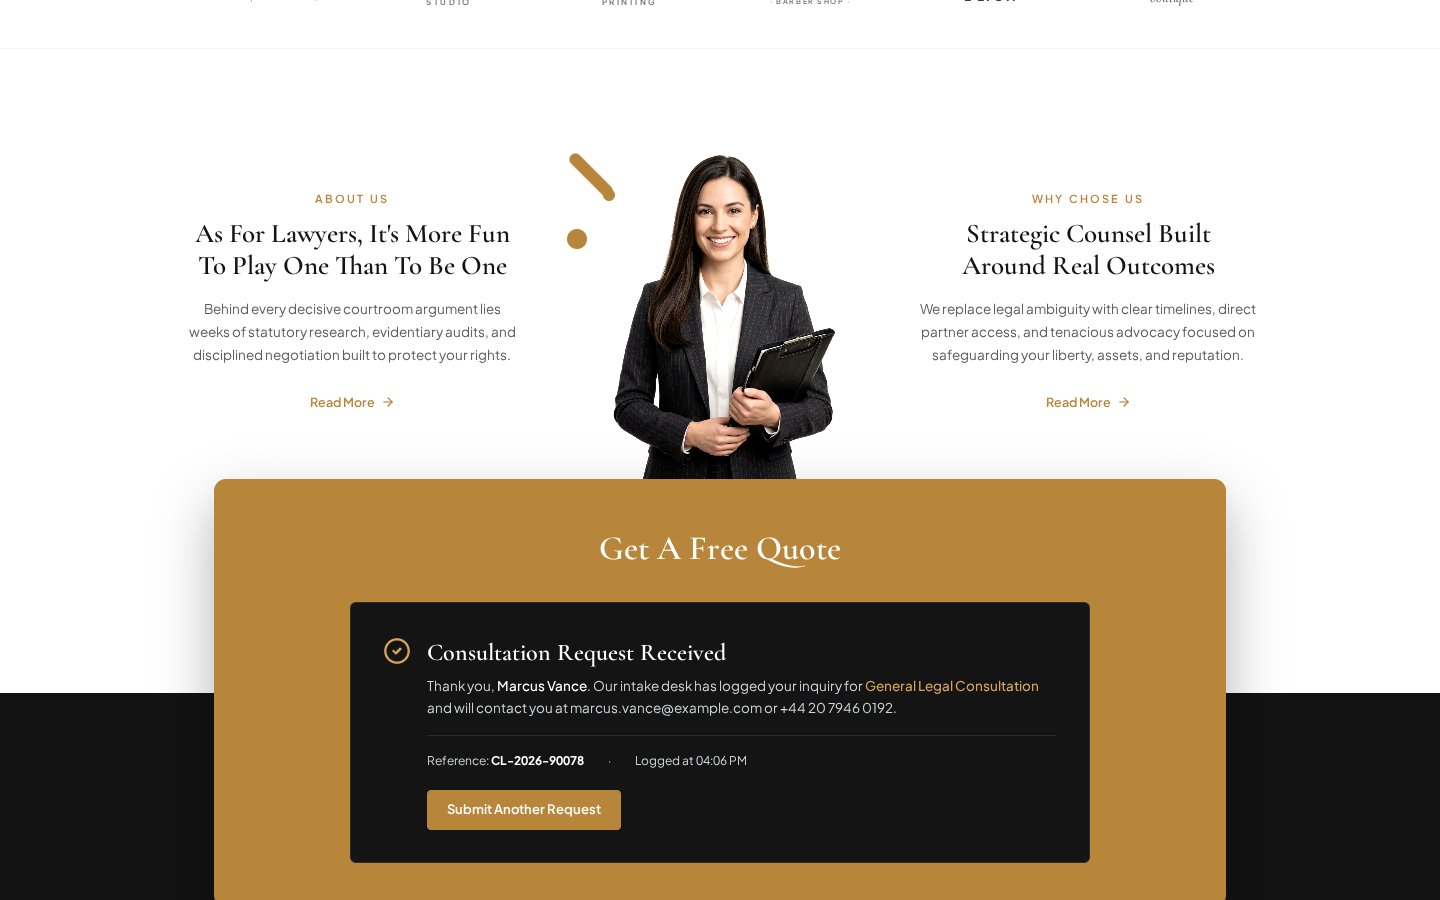 STUDIO
PRINTING
· BARBER SHOP ·
boutique
ABOUT US
As For Lawyers, It's More Fun
To Play One Than To Be One
Behind every decisive courtroom argument lies
weeks of statutory research, evidentiary audits, and
disciplined negotiation built to protect your rights.
Read More
WHY CHOSE US
Strategic Counsel Built
Around Real Outcomes
We replace legal ambiguity with clear timelines, direct
partner access, and tenacious advocacy focused on
safeguarding your liberty, assets, and reputation.
Read More
Get A Free Quote
Consultation Request Received
Thank you, Marcus Vance. Our intake desk has logged your inquiry for General Legal Consultation
and will contact you at marcus.vance@example.com or +44 20 7946 0192.
Reference: CL-2026-90078 · Logged at 04:06 PM
Submit Another Request